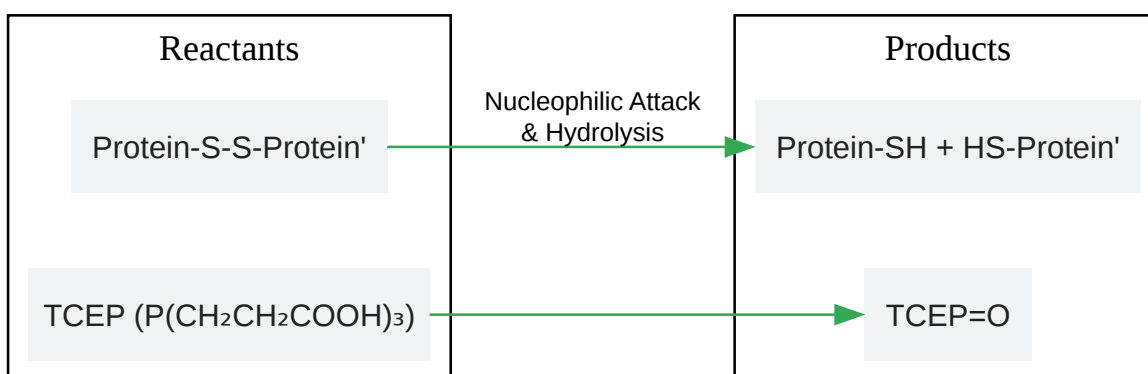 Reactants
Products
Nucleophilic Attack
& Hydrolysis
Protein-S-S-Protein'
Protein-SH + HS-Protein'
TCEP (P(CH₂CH₂COOH)₃)
TCEP=O